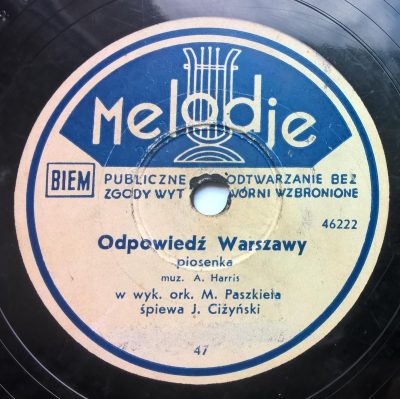 Melodje
BIEM
PUBLICZNE ODTWARZANIE BEZ
ZGODY WYT WÓRNI WZBRONIONE
46222
Odpowiedź Warszawy
piosenka
muz. A. Harris
w wyk. ork. M. Paszkieta
śpiewa J. Ciżyński
47